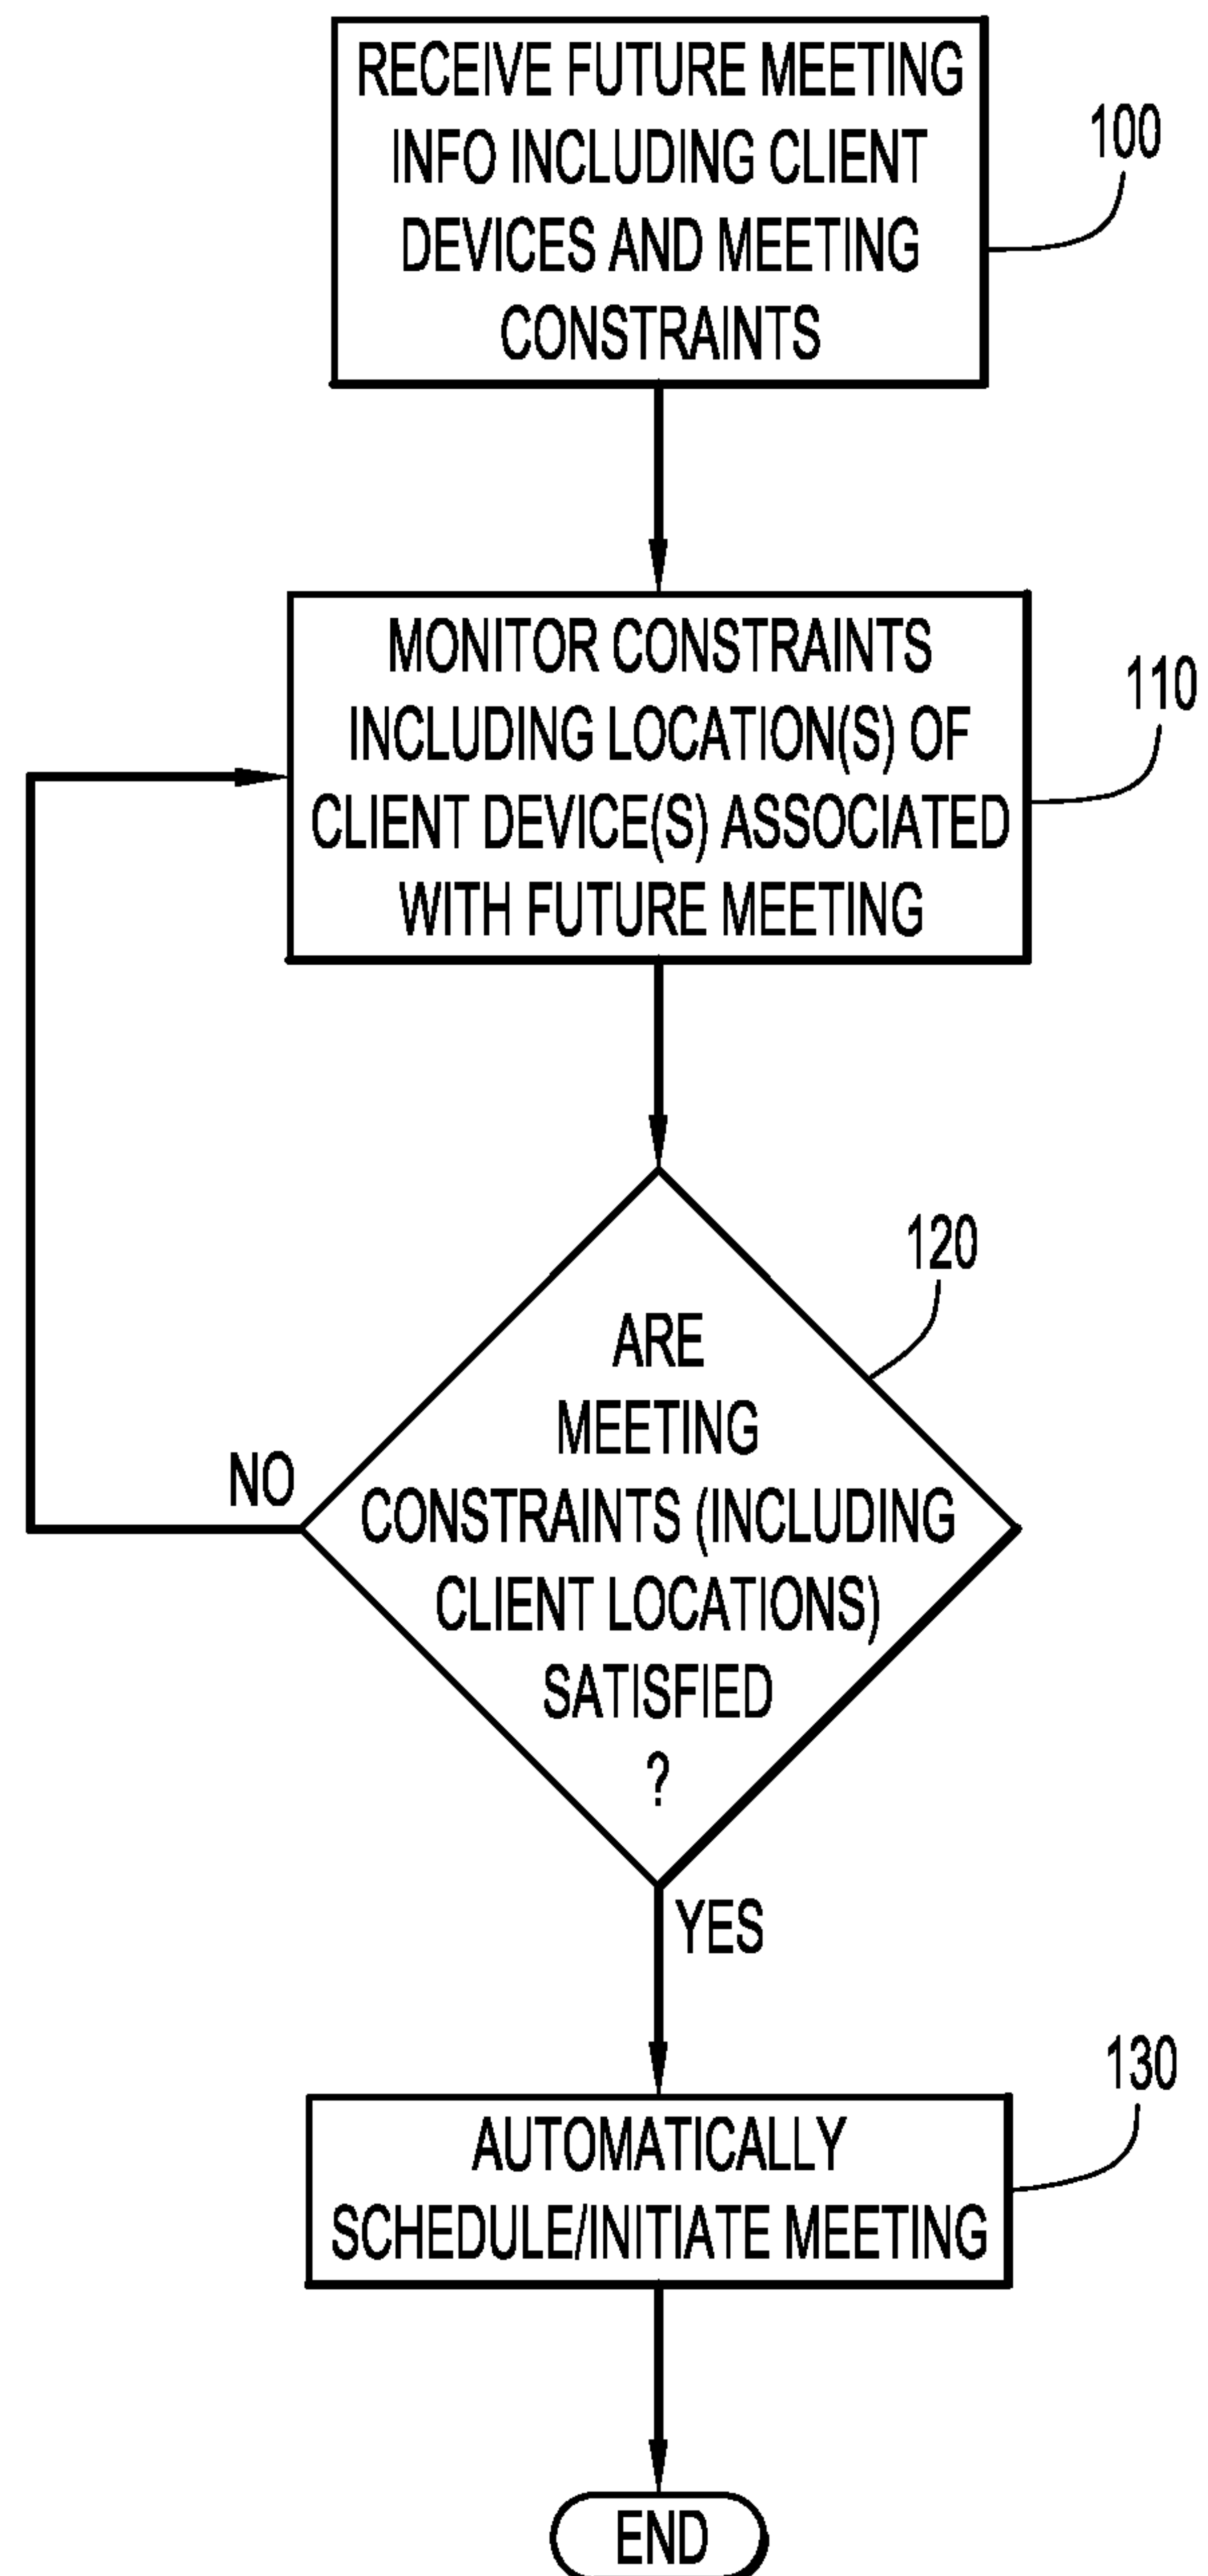 RECEIVE FUTURE MEETING
INFO INCLUDING CLIENT
DEVICES AND MEETING
CONSTRAINTS
100
MONITOR CONSTRAINTS
INCLUDING LOCATION(S) OF
CLIENT DEVICE(S) ASSOCIATED
WITH FUTURE MEETING
110
ARE
MEETING
CONSTRAINTS (INCLUDING
CLIENT LOCATIONS)
SATISFIED
?
120
NO
YES
AUTOMATICALLY
SCHEDULE/INITIATE MEETING
130
END